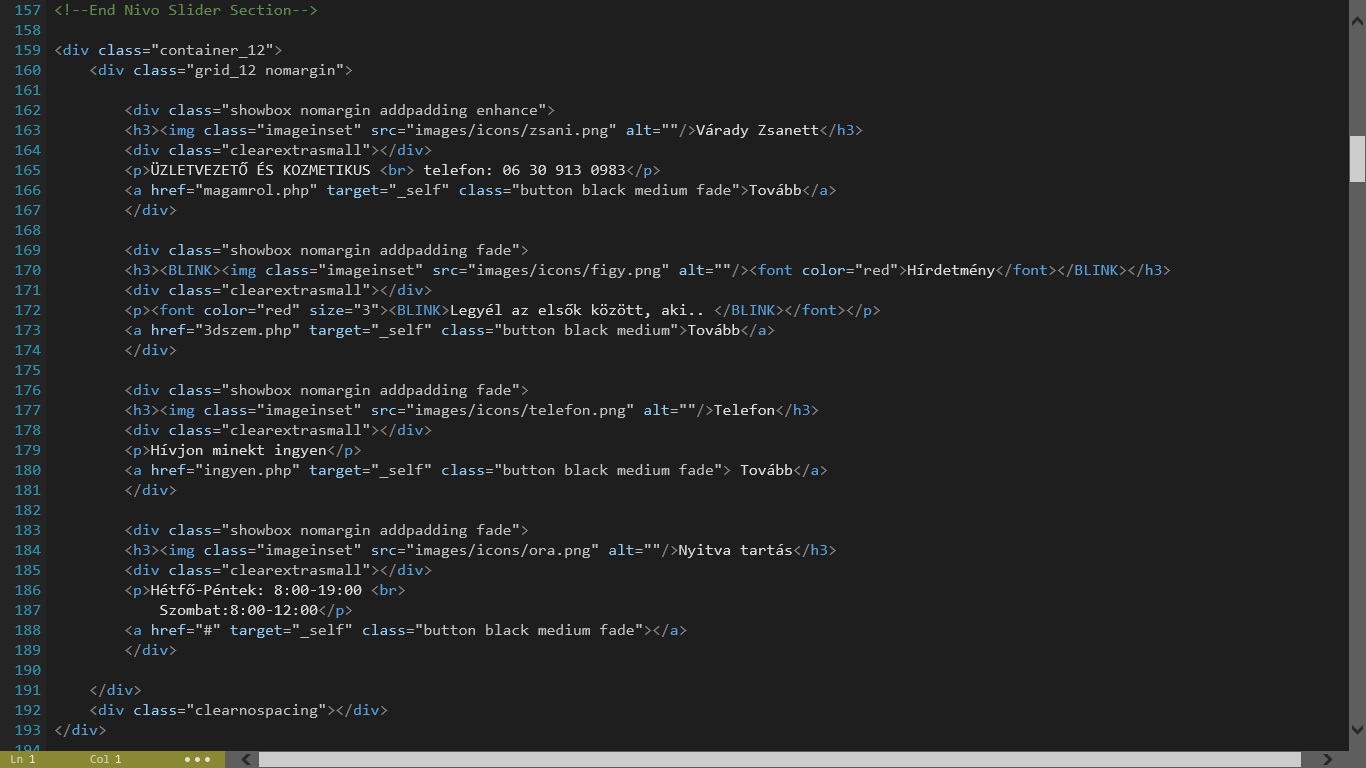 157 <!--End Nivo Slider Section-->
158
159 <div class="container_12">
160     <div class="grid_12 nomargin">
161
162         <div class="showbox nomargin addpadding enhance">
163         <h3><img class="imageinset" src="images/icons/zsani.png" alt=""/>Várady Zsanett</h3>
164         <div class="clearextrasmall"></div>
165         <p>ÜZLETVEZETŐ ÉS KOZMETIKUS <br> telefon: 06 30 913 0983</p>
166         <a href="magamrol.php" target="_self" class="button black medium fade">Tovább</a>
167         </div>
168
169         <div class="showbox nomargin addpadding fade">
170         <h3><BLINK><img class="imageinset" src="images/icons/figy.png" alt=""/><font color="red">Hírdetmény</font></BLINK></h3>
171         <div class="clearextrasmall"></div>
172         <p><font color="red" size="3"><BLINK>Legyél az elsők között, aki.. </BLINK></font></p>
173         <a href="3dszem.php" target="_self" class="button black medium">Tovább</a>
174         </div>
175
176         <div class="showbox nomargin addpadding fade">
177         <h3><img class="imageinset" src="images/icons/telefon.png" alt=""/>Telefon</h3>
178         <div class="clearextrasmall"></div>
179         <p>Hívjon minekt ingyen</p>
180         <a href="ingyen.php" target="_self" class="button black medium fade"> Tovább</a>
181         </div>
182
183         <div class="showbox nomargin addpadding fade">
184         <h3><img class="imageinset" src="images/icons/ora.png" alt=""/>Nyitva tartás</h3>
185         <div class="clearextrasmall"></div>
186         <p>Hétfő-Péntek: 8:00-19:00 <br>
187             Szombat:8:00-12:00</p>
188         <a href="#" target="_self" class="button black medium fade"></a>
189         </div>
190
191     </div>
192     <div class="clearnospacing"></div>
193 </div>
194
Ln 1 Col 1 •••